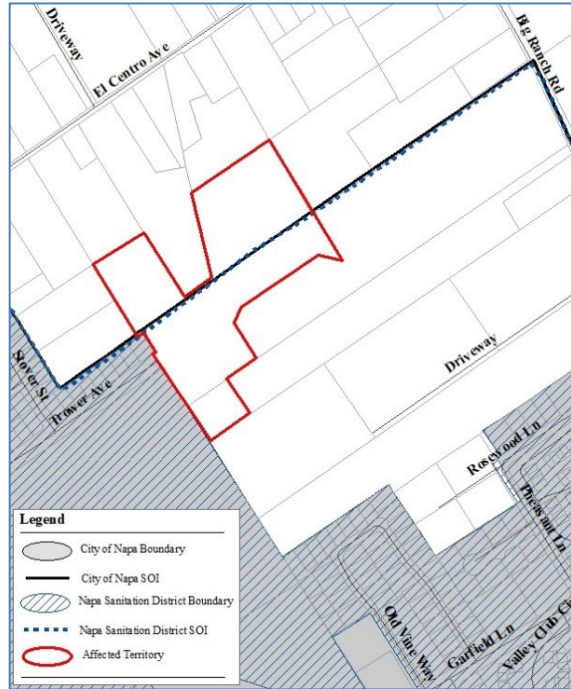 Driveway
El Centro Ave
Big Ranch Rd
Stover St
Trower Ave
Driveway
Rosewood Ln
Pheasant Ln
Old Vine Way
Garfield Ln
Valley Club Ci
Legend
City of Napa Boundary
City of Napa SOI
Napa Sanitation District Boundary
Napa Sanitation District SOI
Affected Territory